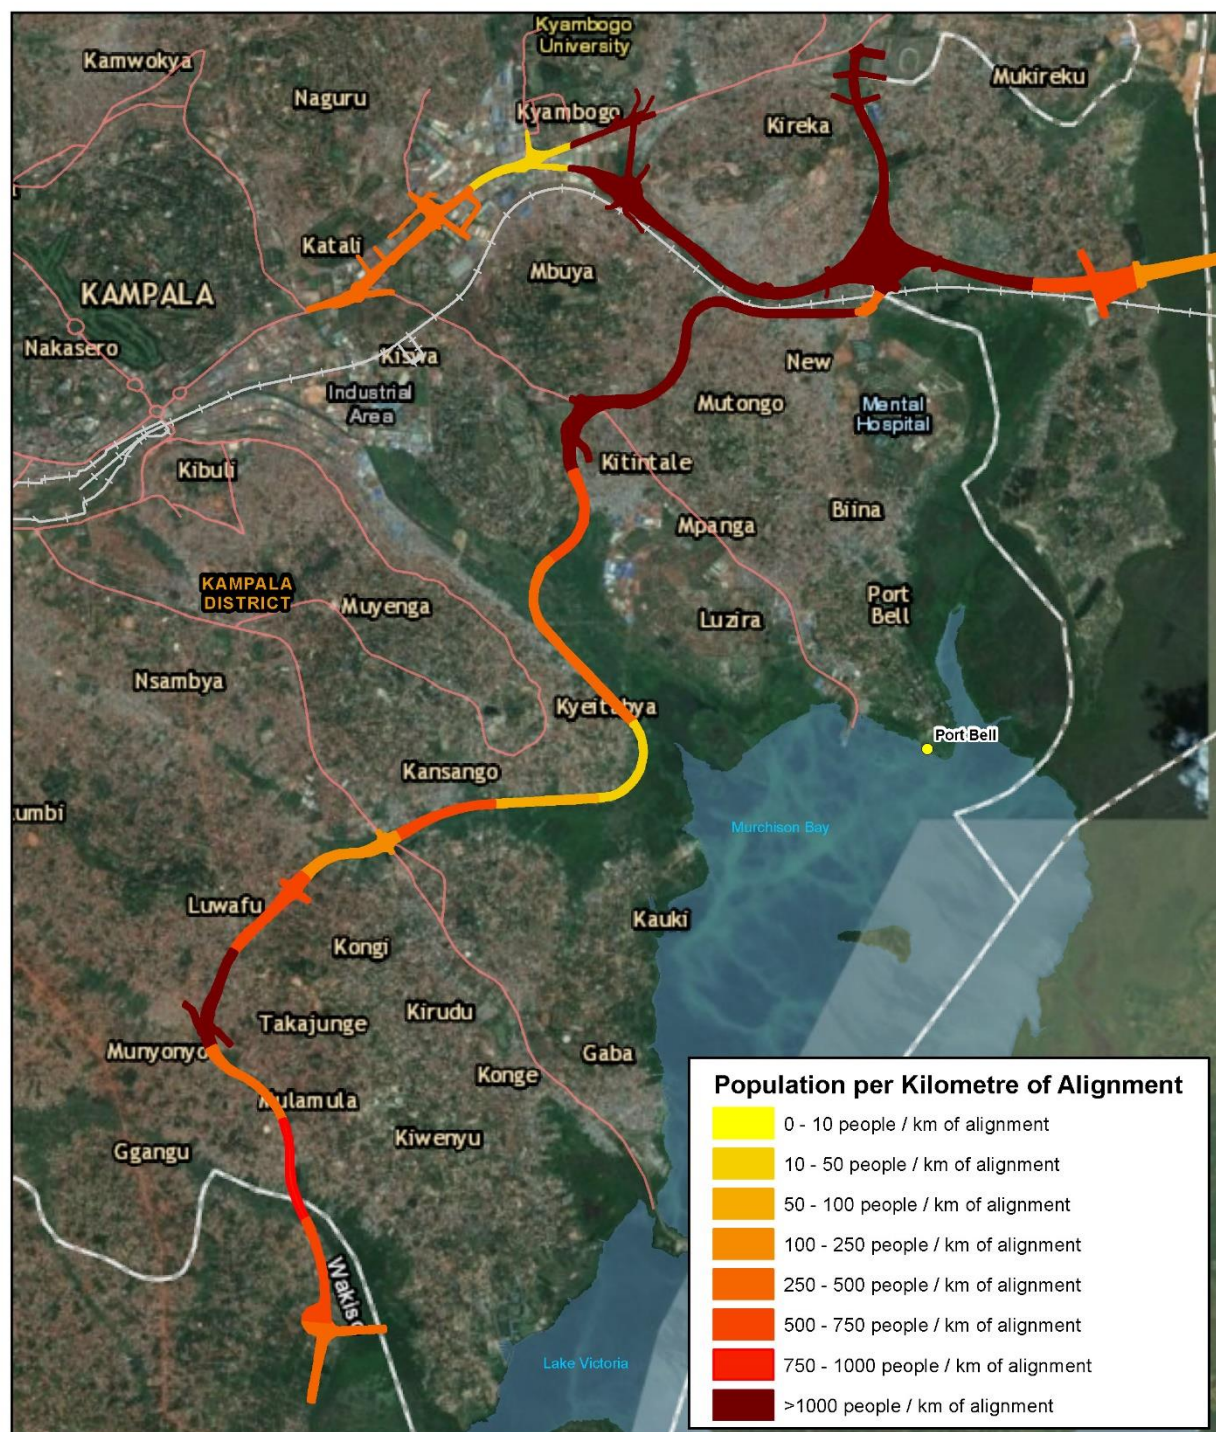 Kyambogo
University
Kamwokya
Mukireku
Naguru
Kyambogo
Kireka
Katali
Mbuya
KAMPALA
Nakasero
New
Industrial
Area
Mutongo
Mental
Hospital
Kibuli
Kitintale
Biina
Mpanga
KAMPALA
DISTRICT
Muyenga
Port
Bell
Luzira
Nsambya
Kyeitabya
Port Bell
Kansango
umbi
Murchison Bay
Luwafu
Kauki
Kongi
Kirudu
Takajunge
Munyonyo
Gaba
Konge
Mulamula
Kiwenyu
Ggangu
Wakiso
Lake Victoria
Population per Kilometre of Alignment
0 - 10 people / km of alignment
10 - 50 people / km of alignment
50 - 100 people / km of alignment
100 - 250 people / km of alignment
250 - 500 people / km of alignment
500 - 750 people / km of alignment
750 - 1000 people / km of alignment
>1000 people / km of alignment